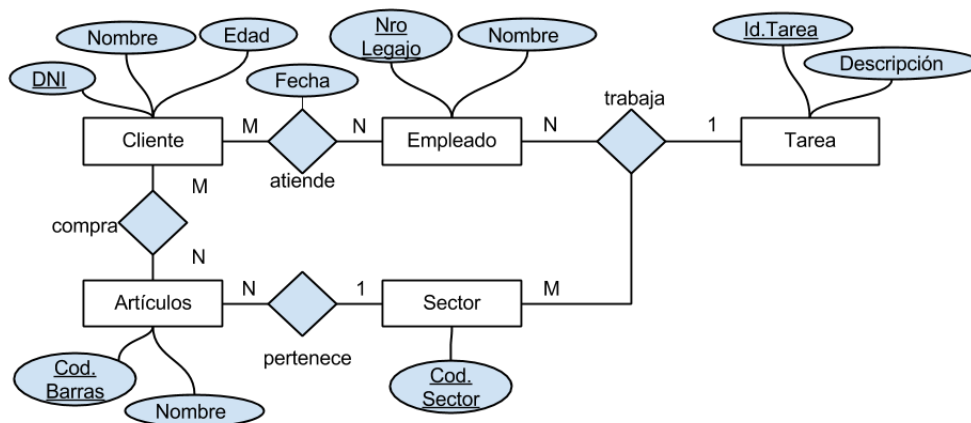 Nombre
Edad
DNI
Fecha
Nro
Legajo
Nombre
Id.Tarea
Descripción
trabaja
Cliente
M
N
Empleado
N
1
Tarea
atiende
M
compra
N
Artículos
N
1
Sector
M
pertenece
Cod.
Barras
Nombre
Cod.
Sector